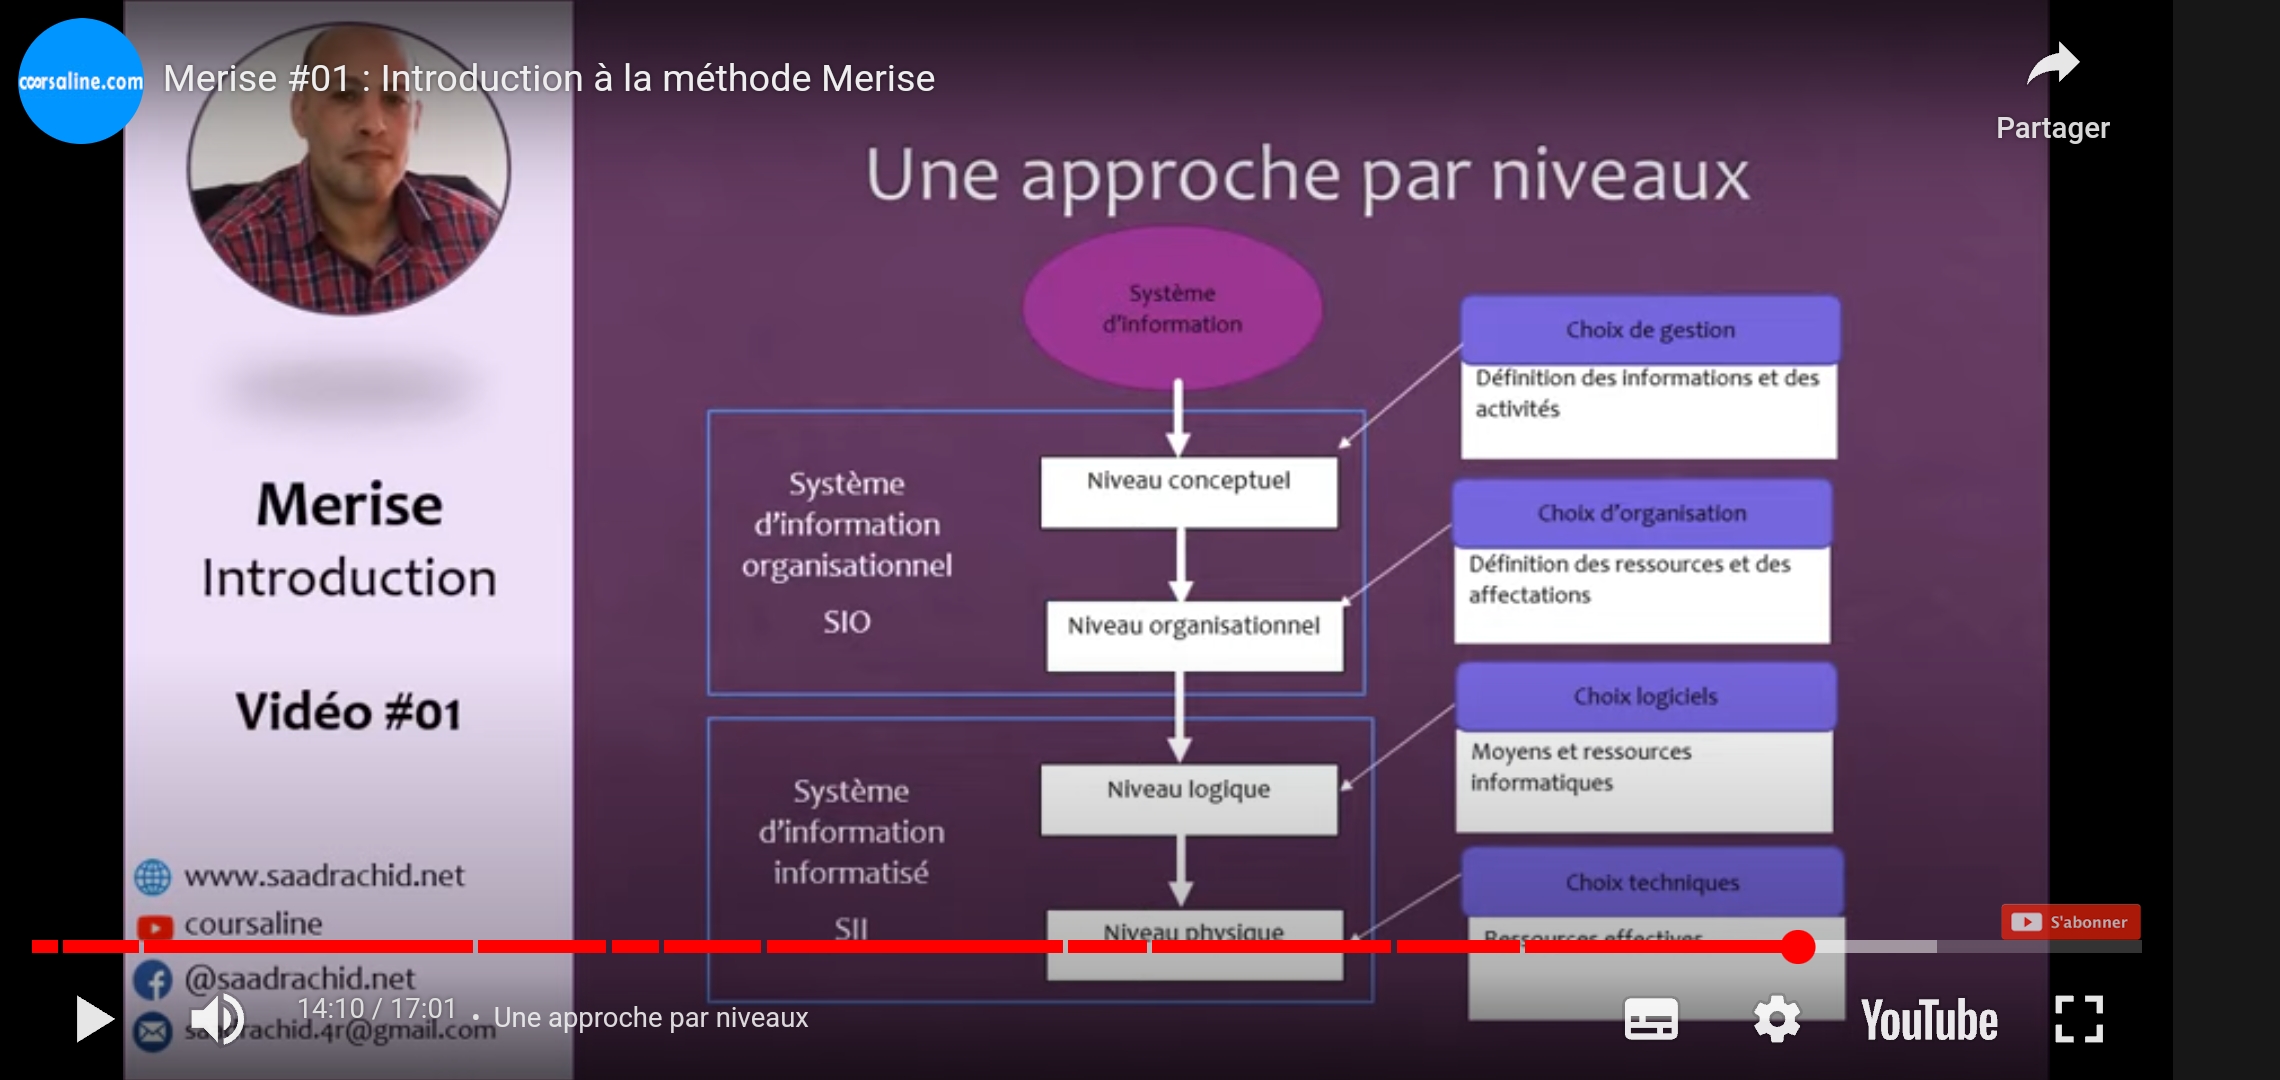 coorsaline.com
Merise #01 : Introduction à la méthode Merise
Partager
Une approche par niveaux
Système
d'information
Choix de gestion
Définition des informations et des
activités
Système
d'information
organisationnel
SIO
Niveau conceptuel
Niveau organisationnel
Choix d'organisation
Définition des ressources et des
affectations
Système
d'information
informatisé
SII
Niveau logique
Niveau physique
Choix logiciels
Moyens et ressources
informatiques
Choix techniques
Ressources effectives
Merise
Introduction
Vidéo #01
www.saadrachid.net
coursaline
@saadrachid.net
saadrachid.4r@gmail.com
S'abonner
14:10 / 17:01 • Une approche par niveaux
YouTube